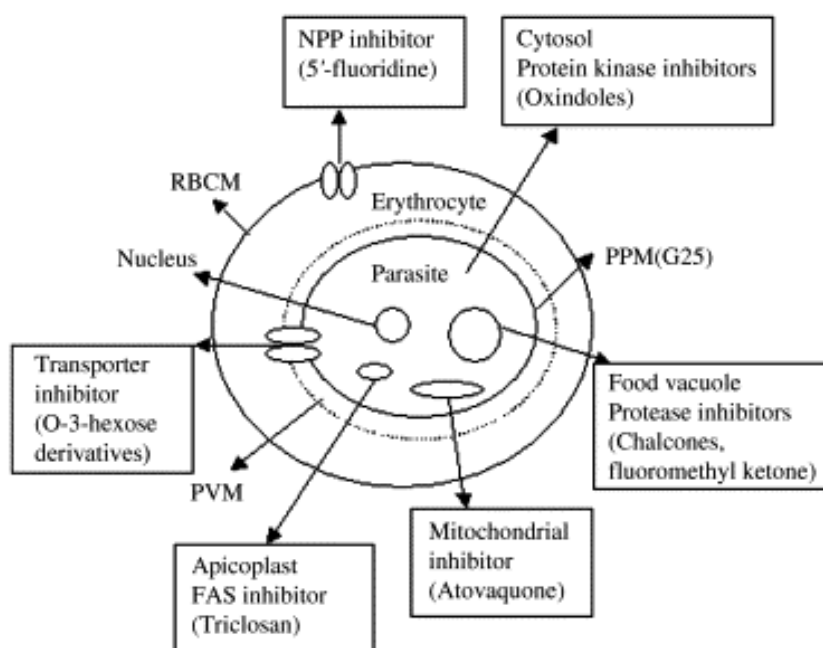 NPP inhibitor
(5'-fluoridine)
Cytosol
Protein kinase inhibitors
(Oxindoles)
RBCM
Erythrocyte
Nucleus
Parasite
PPM(G25)
Transporter
inhibitor
(O-3-hexose
derivatives)
Food vacuole
Protease inhibitors
(Chalcones,
fluoromethyl ketone)
PVM
Apicoplast
FAS inhibitor
(Triclosan)
Mitochondrial
inhibitor
(Atovaquone)